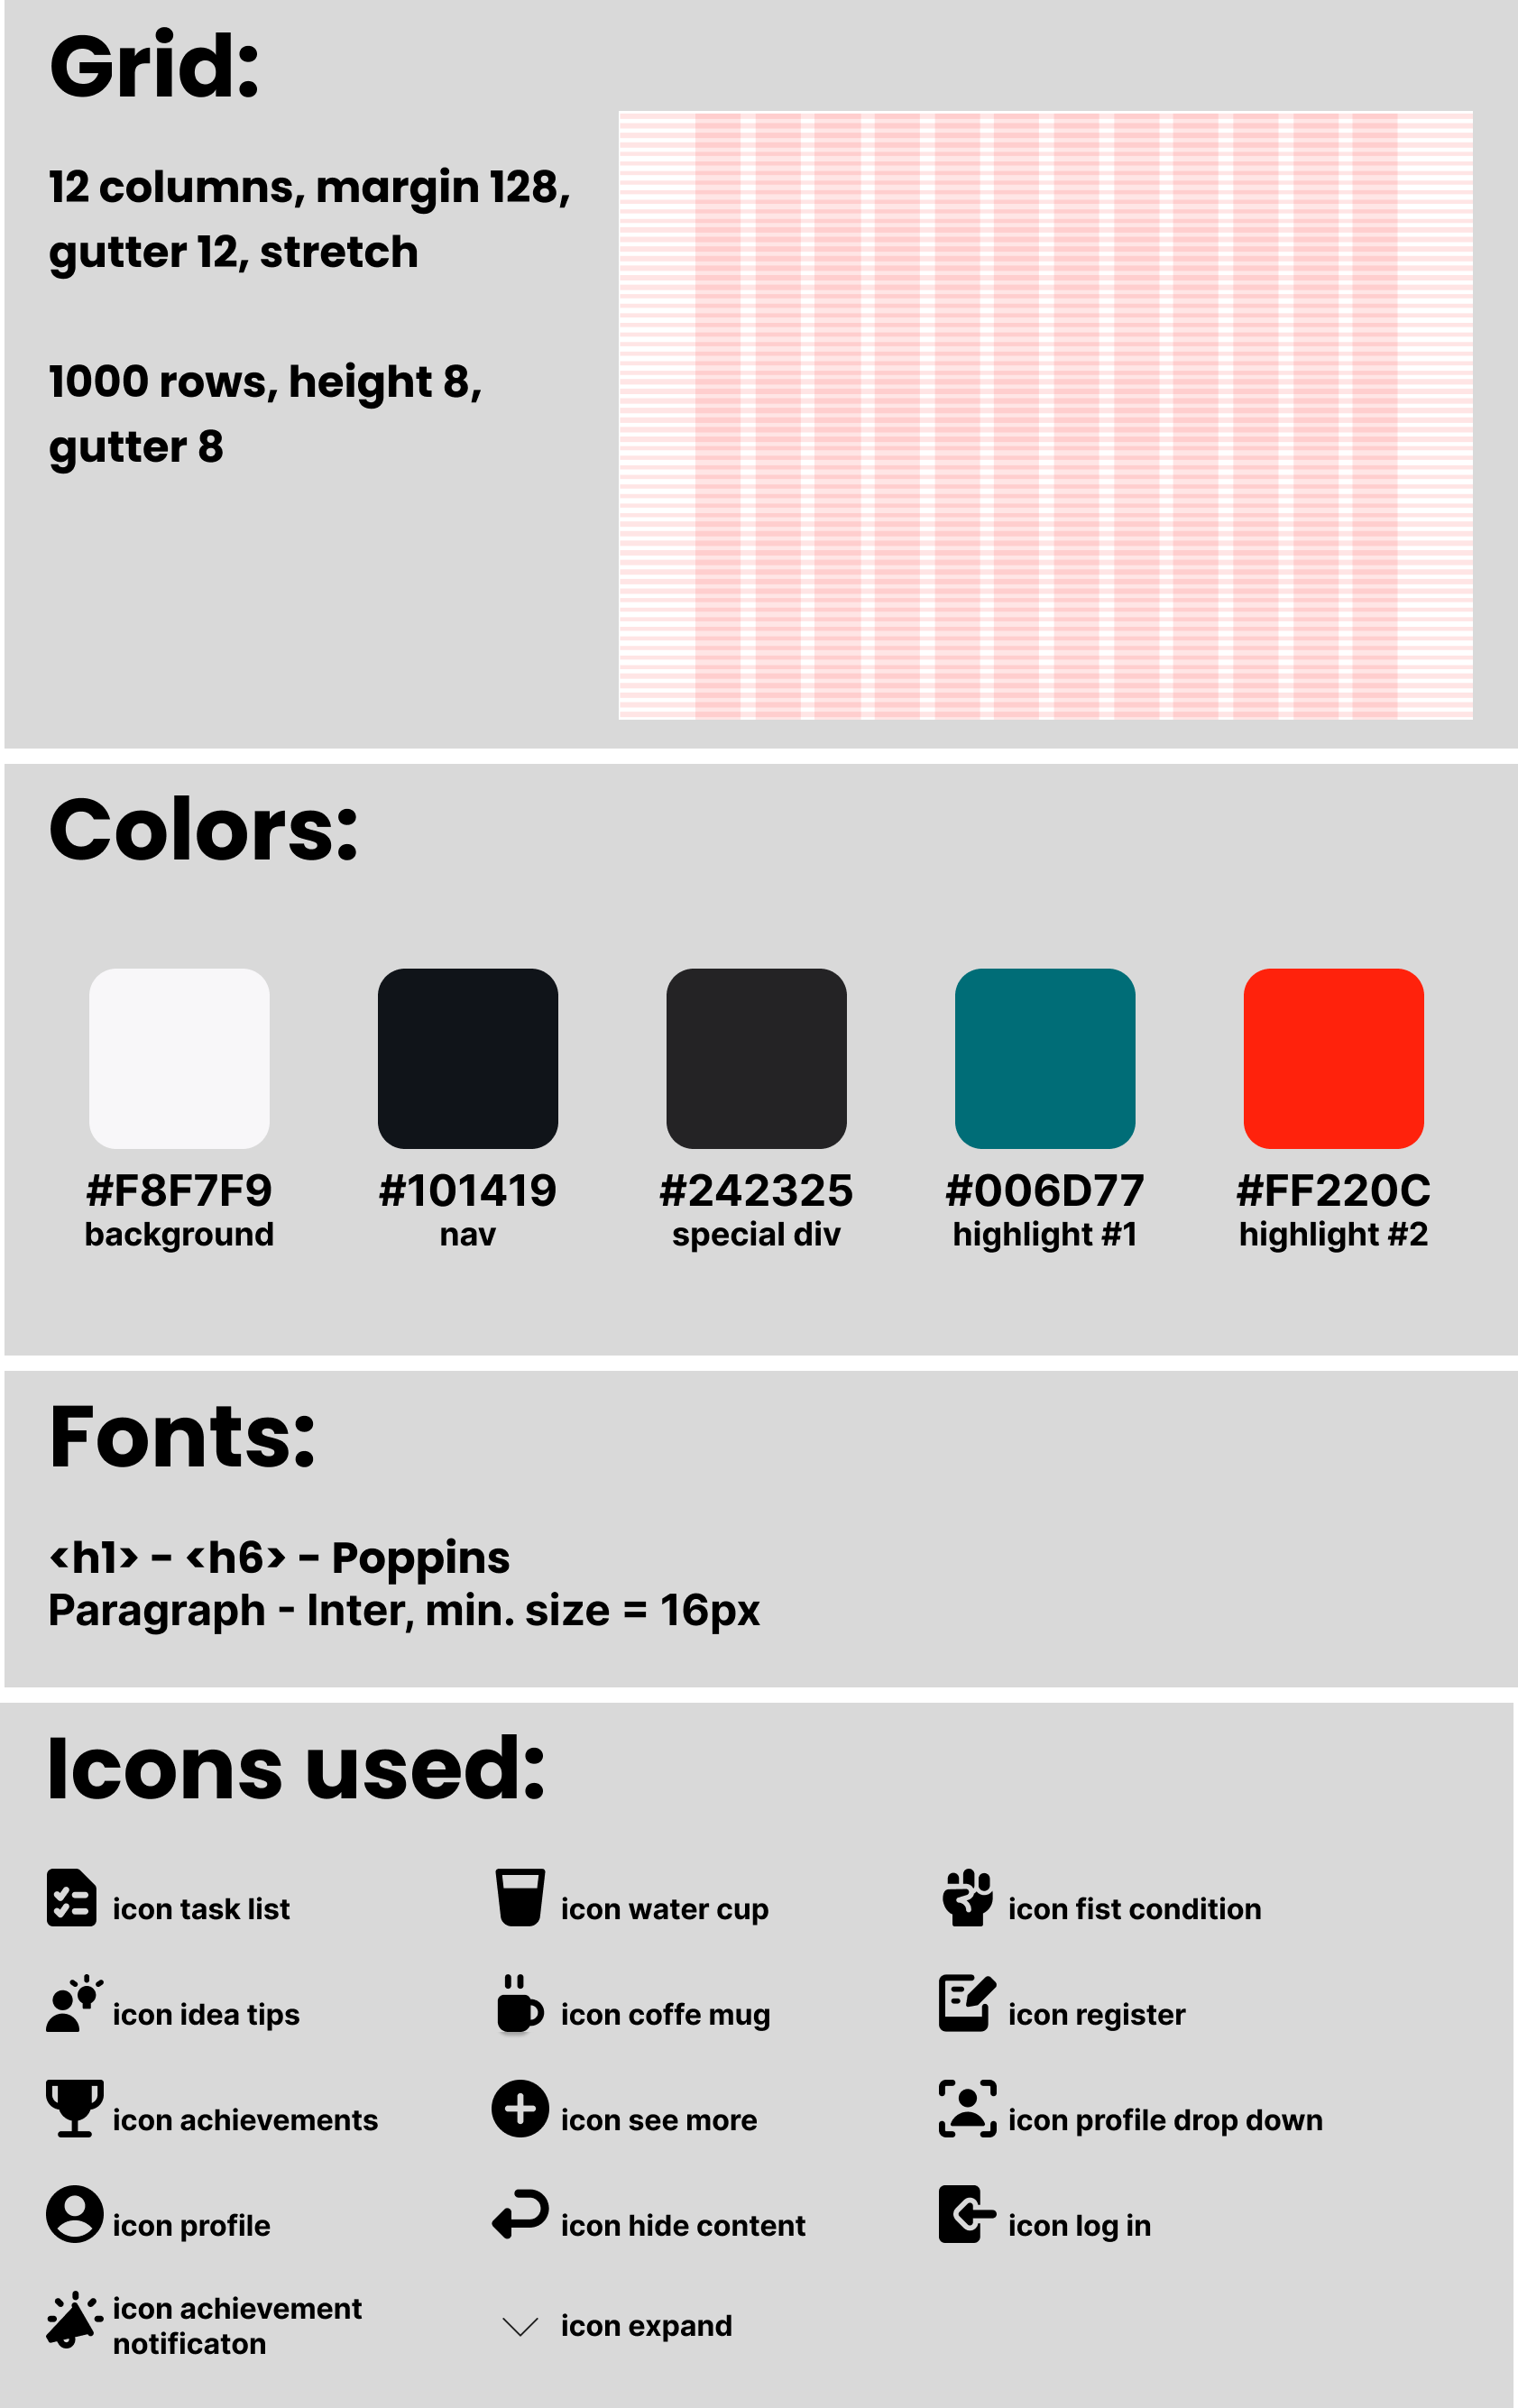 Grid:
12 columns, margin 128,
gutter 12, stretch
1000 rows, height 8,
gutter 8
Colors:
#F8F7F9
background
#101419
nav
#242325
special div
#006D77
highlight #1
#FF220C
highlight #2
Fonts:
<h1> - <h6> - Poppins
Paragraph - Inter, min. size = 16px
Icons used:
icon task list
icon water cup
icon fist condition
icon idea tips
icon coffe mug
icon register
icon achievements
icon see more
icon profile drop down
icon profile
icon hide content
icon log in
icon achievement
notificaton
icon expand